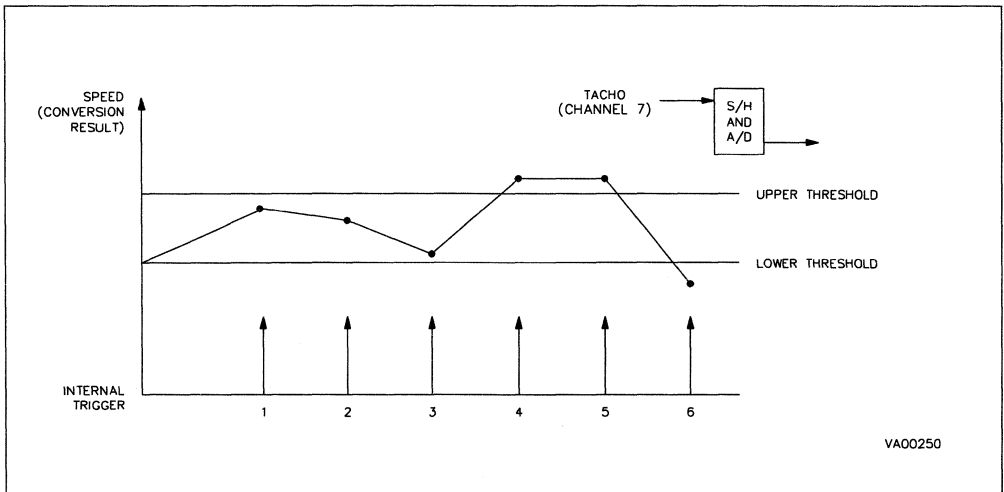 SPEED
(CONVERSION
RESULT)
TACHO
(CHANNEL 7)
S/H
AND
A/D
UPPER THRESHOLD
LOWER THRESHOLD
INTERNAL
TRIGGER
1 2 3 4 5 6
VA00250